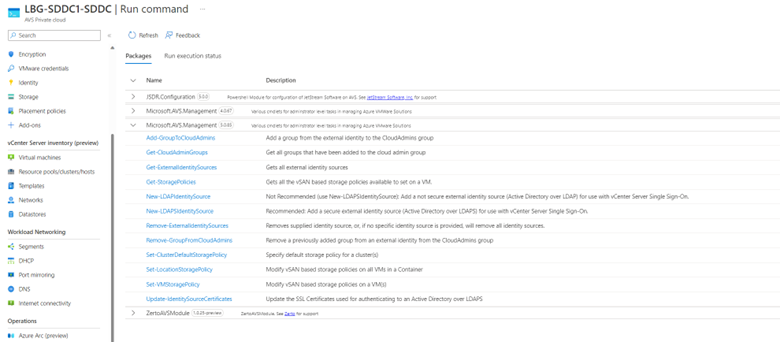 LBG-SDDC1-SDDC | Run command ...
AVS Private cloud
Search
Refresh Feedback
Packages Run execution status
Encryption
VMware credentials
Identity
Storage
Placement policies
Add-ons
vCenter Server inventory (preview)
Virtual machines
Resource pools/clusters/hosts
Templates
Networks
Datastores
Workload Networking
Segments
DHCP
Port mirroring
DNS
Internet connectivity
Operations
Azure Arc (preview)
Name Description
JSDR.Configuration Powershell Module for configuration of JetStream Software on AVS. See JetStream Software, Inc. for support
Microsoft.AVS.Management Various cmdlets for administrator level tasks in managing Azure VMware Solutions
Microsoft.AVS.Management Various cmdlets for administrator level tasks in managing Azure VMware Solutions
Add-GroupToCloudAdmins Add a group from the external identity to the CloudAdmins group
Get-CloudAdminGroups Get all groups that have been added to the cloud admin group
Get-ExternalIdentitySources Gets all external identity sources
Get-StoragePolicies Gets all the vSAN based storage policies available to set on a VM.
New-LDAPIdentitySource Not Recommended (use New-LDAPSIdentitySource): Add a not secure external identity source (Active Directory over LDAP) for use with vCenter Server Single Sign-On.
New-LDAPSIdentitySource Recommended: Add a secure external identity source (Active Directory over LDAPS) for use with vCenter Server Single Sign-On.
Remove-ExternalIdentitySources Removes supplied identity source, or, if no specific identity source is provided, will remove all identity sources.
Remove-GroupFromCloudAdmins Remove a previously added group from an external identity from the CloudAdmins group
Set-ClusterDefaultStoragePolicy Specify default storage policy for a cluster(s)
Set-LocationStoragePolicy Modify vSAN based storage policies on all VMs in a Container
Set-VMStoragePolicy Modify vSAN based storage policies on a VM(s)
Update-IdentitySourceCertificates Update the SSL Certificates used for authenticating to an Active Directory over LDAPS
ZertoAVSModule ZertoAVSModule. See Zerto for support